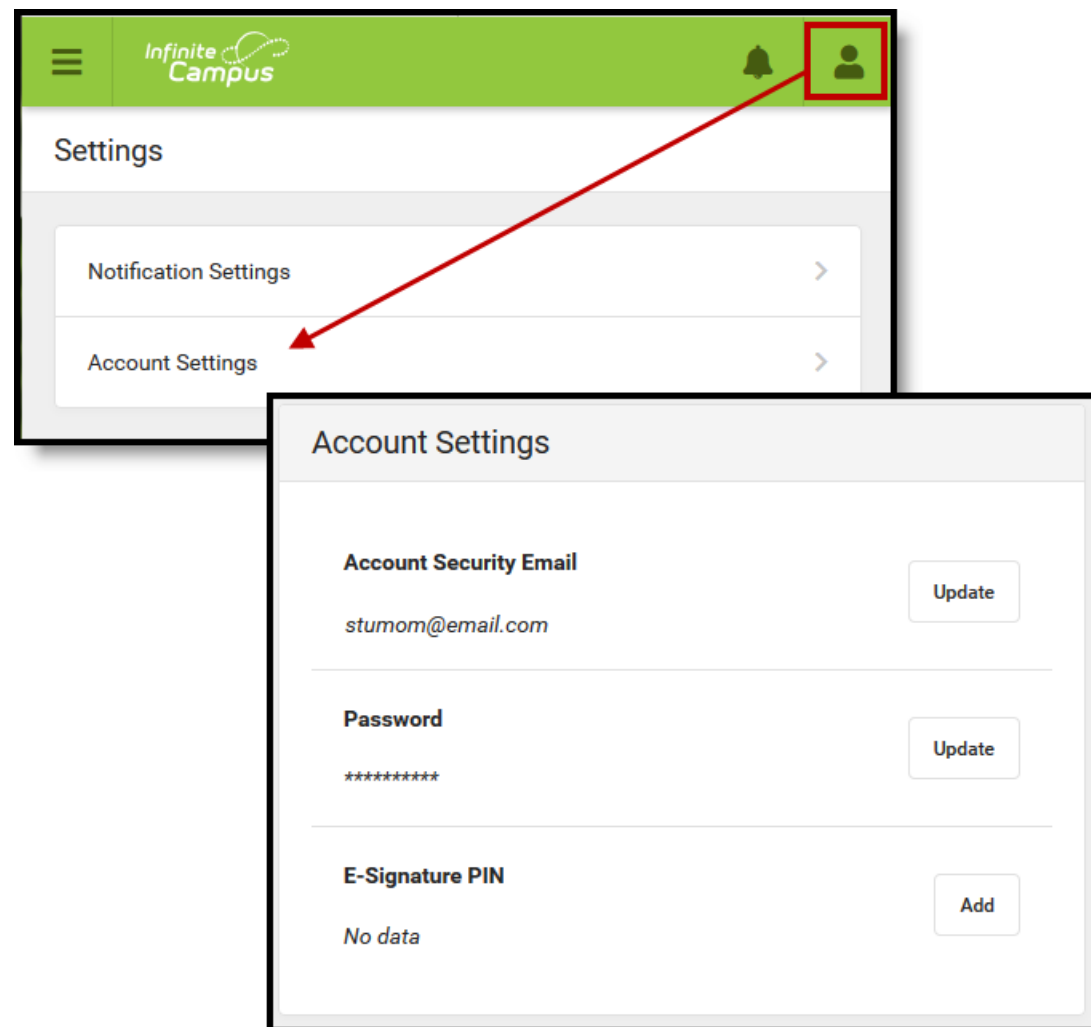 Infinite
Campus
Settings
Notification Settings
Account Settings
Account Settings
Account Security Email
Update
stumom@email.com
Password
Update
**********
E-Signature PIN
Add
No data